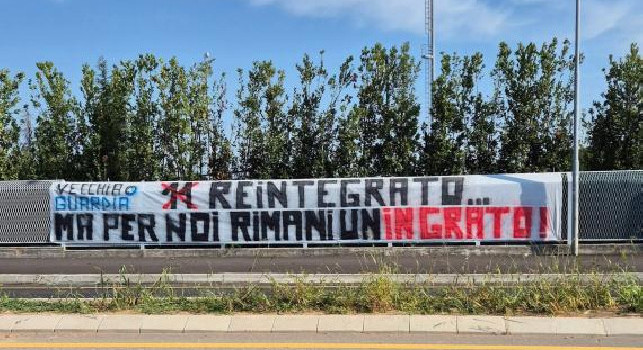 VECCHIA
GUARDIA
REINTEGRATO...
MA PER NOI RIMANI UN INGRATO!